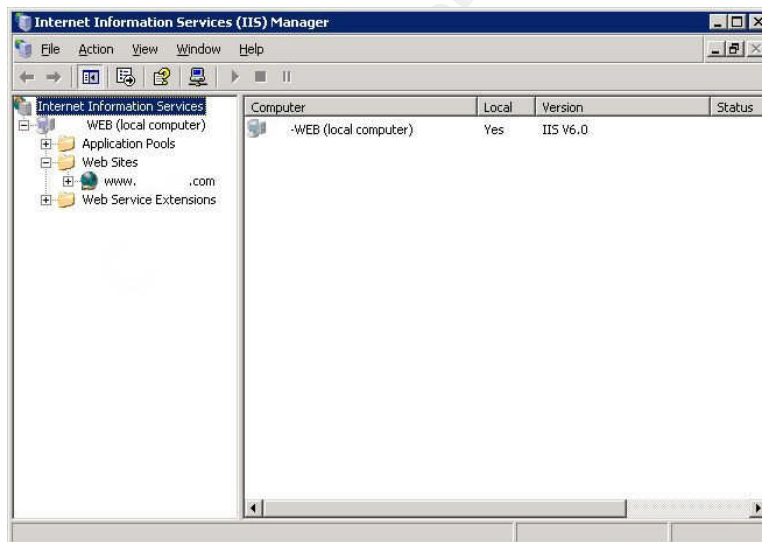 Internet Information Services (IIS) Manager
File Action View Window Help
Internet Information Services
WEB (local computer)
Application Pools
Web Sites
www. .com
Web Service Extensions
Computer Local Version Status
-WEB (local computer) Yes IIS V6.0